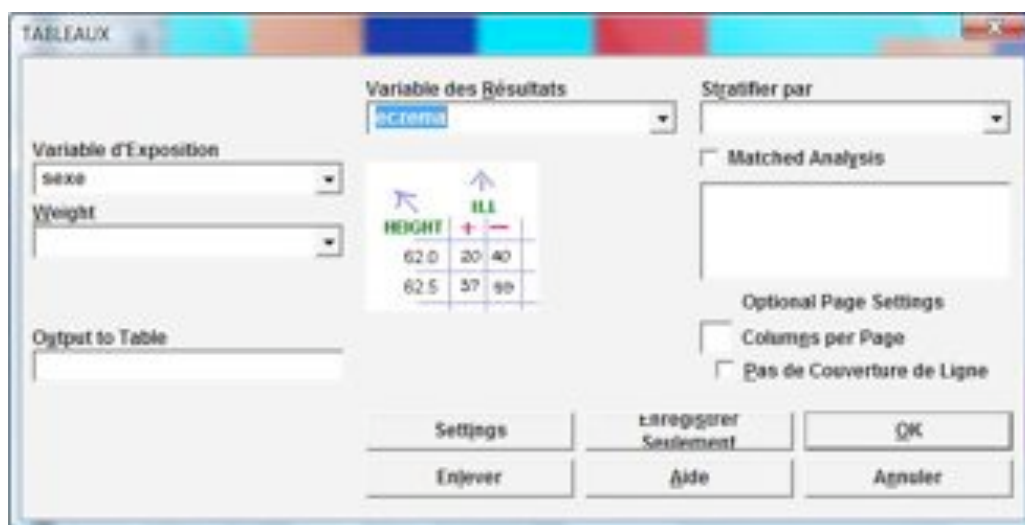 TABLEAUX
Variable des Résultats
eczema
Stratifier par
Variable d'Exposition
sexe
Matched Analysis
Weight
ILL
HEIGHT + −
62.0 20 40
62.5 37 59
Optional Page Settings
Output to Table
Columns per Page
Pas de Couverture de Ligne
Settings
Enregistrer
Seulement
OK
Enlever
Aide
Annuler